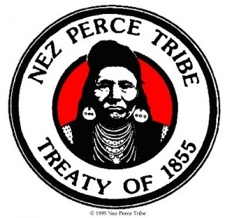 NEZ PERCE TRIBE
TREATY OF 1855
© 1995 Nez Perce Tribe